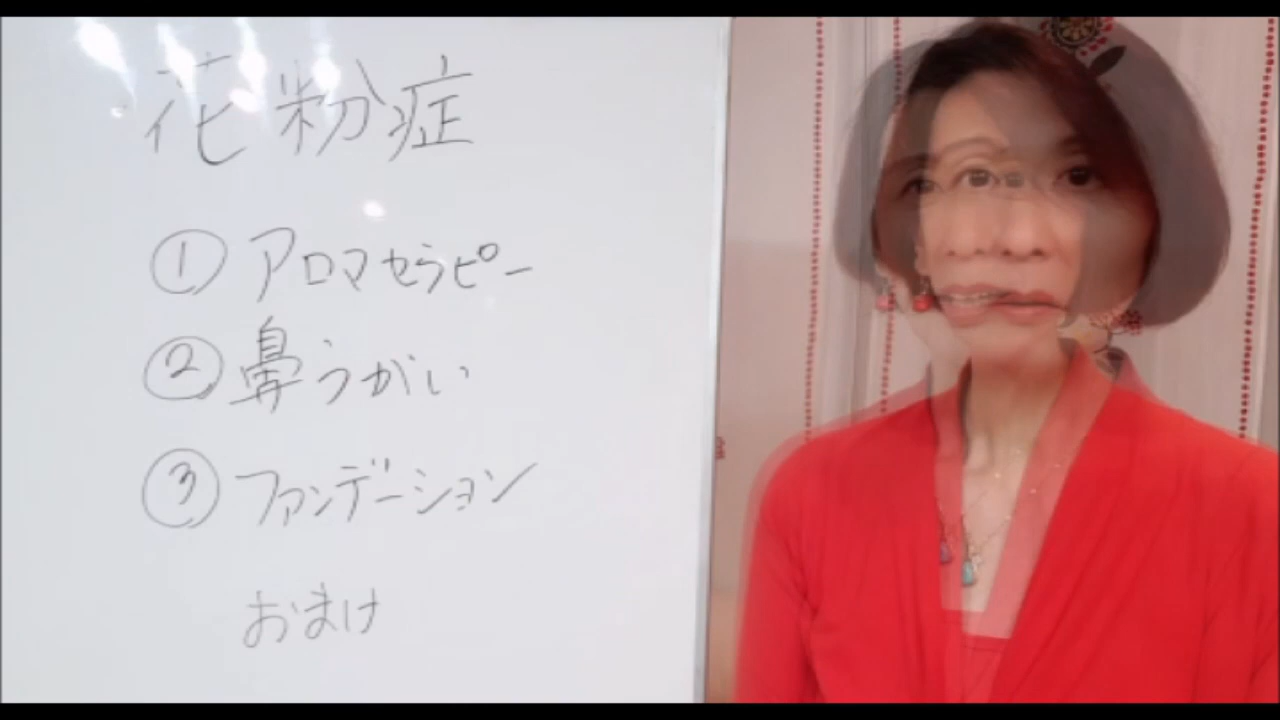 花粉症
① アロマセラピー
② 鼻うがい
③ ファンデーション
おまけ